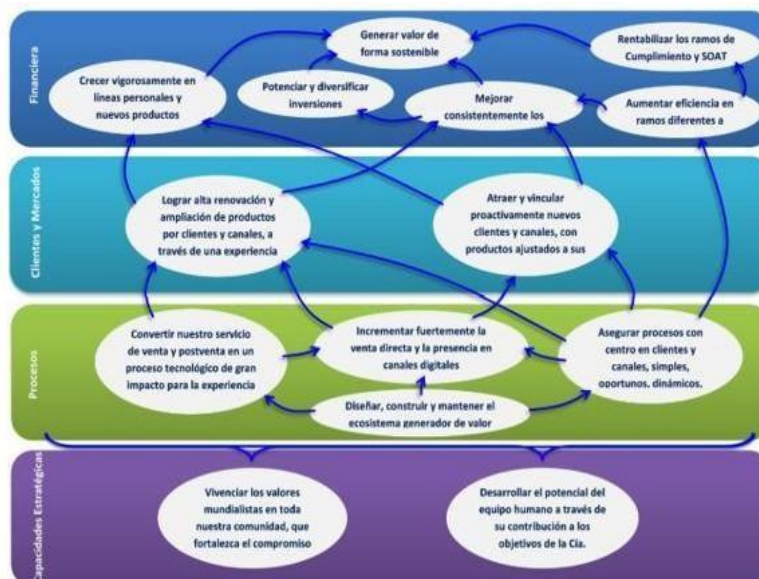 Financiera
Generar valor de
forma sostenible
Rentabilizar los ramos de
Cumplimiento y SOAT
Crecer vigorosamente en
líneas personales y
nuevos productos
Potenciar y diversificar
inversiones
Mejorar
consistentemente los
Aumentar eficiencia en
ramos diferentes a
Clientes y Mercados
Lograr alta renovación y
ampliación de productos
por clientes y canales, a
través de una experiencia
Atraer y vincular
proactivamente nuevos
clientes y canales, con
productos ajustados a sus
Procesos
Convertir nuestro servicio
de venta y postventa en un
proceso tecnológico de gran
impacto para la experiencia
Incrementar fuertemente la
venta directa y la presencia en
canales digitales
Asegurar procesos con
centro en clientes y
canales, simples,
oportunos, dinámicos.
Diseñar, construir y mantener el
ecosistema generador de valor
Capacidades Estratégicas
Vivenciar los valores
mundialistas en toda
nuestra comunidad, que
fortalezca el compromiso
Desarrollar el potencial del
equipo humano a través de
su contribución a los
objetivos de la Cía.